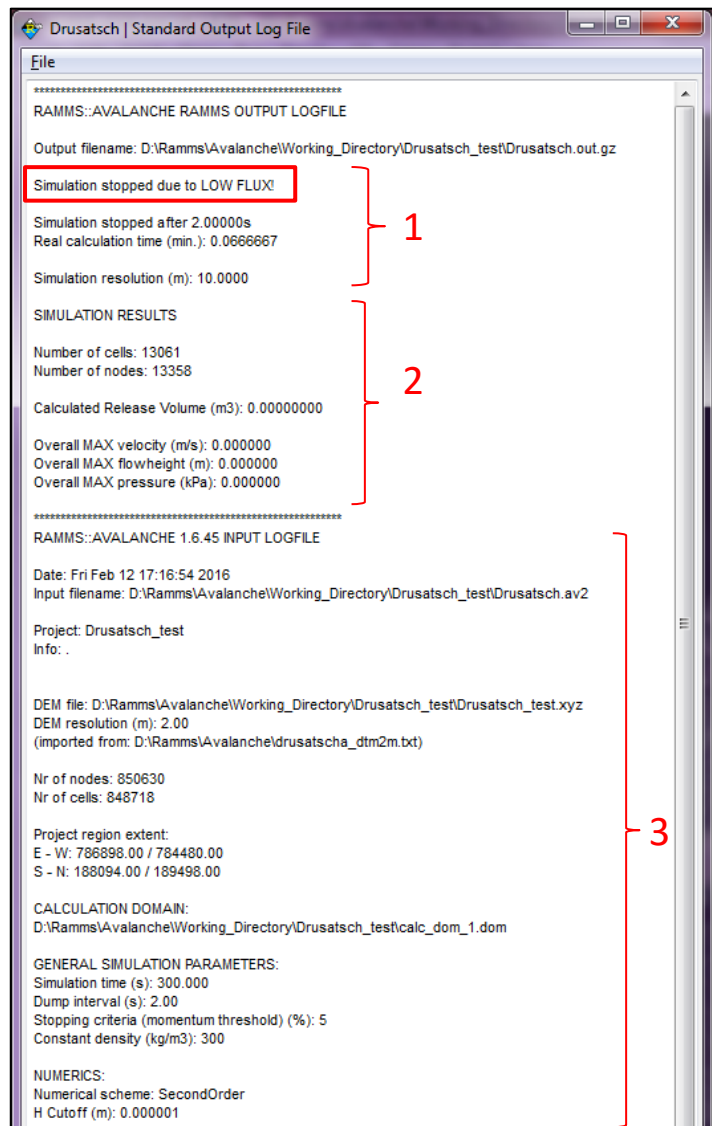 Drusatsch | Standard Output Log File
File
************************************************************
RAMMS::AVALANCHE RAMMS OUTPUT LOGFILE
Output filename: D:\Ramms\Avalanche\Working_Directory\Drusatsch_test\Drusatsch.out.gz
Simulation stopped due to LOW FLUX!
Simulation stopped after 2.00000s
1
Real calculation time (min.): 0.0666667
Simulation resolution (m): 10.0000
SIMULATION RESULTS
Number of cells: 13061
Number of nodes: 13358
2
Calculated Release Volume (m3): 0.00000000
Overall MAX velocity (m/s): 0.000000
Overall MAX flowheight (m): 0.000000
Overall MAX pressure (kPa): 0.000000
************************************************************
RAMMS::AVALANCHE 1.6.45 INPUT LOGFILE
Date: Fri Feb 12 17:16:54 2016
Input filename: D:\Ramms\Avalanche\Working_Directory\Drusatsch_test\Drusatsch.av2
Project: Drusatsch_test
Info: .
DEM file: D:\Ramms\Avalanche\Working_Directory\Drusatsch_test\Drusatsch_test.xyz
DEM resolution (m): 2.00
(imported from: D:\Ramms\Avalanche\drusatscha_dtm2m.txt)
Nr of nodes: 850630
Nr of cells: 848718
Project region extent:
3
E - W: 786898.00 / 784480.00
S - N: 188094.00 / 189498.00
CALCULATION DOMAIN:
D:\Ramms\Avalanche\Working_Directory\Drusatsch_test\calc_dom_1.dom
GENERAL SIMULATION PARAMETERS:
Simulation time (s): 300.000
Dump interval (s): 2.00
Stopping criteria (momentum threshold) (%): 5
Constant density (kg/m3): 300
NUMERICS:
Numerical scheme: SecondOrder
H Cutoff (m): 0.000001